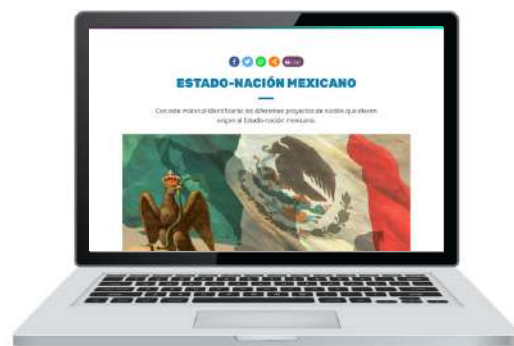 ESTADO-NACIÓN MEXICANO
Con este material identificarás los diferentes proyectos de nación que dieron
origen al Estado-nación mexicano.